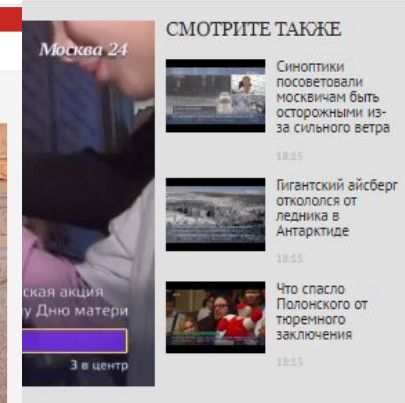 Москва 24
ская акция
у Дню матери
3 в центр
СМОТРИТЕ ТАКЖЕ
Синоптики
посоветовали
москвичам быть
осторожными из-
за сильного ветра
18:15
Гигантский айсберг
откололся от
ледника в
Антарктиде
18:15
Что спасло
Полонского от
тюремного
заключения
18:15